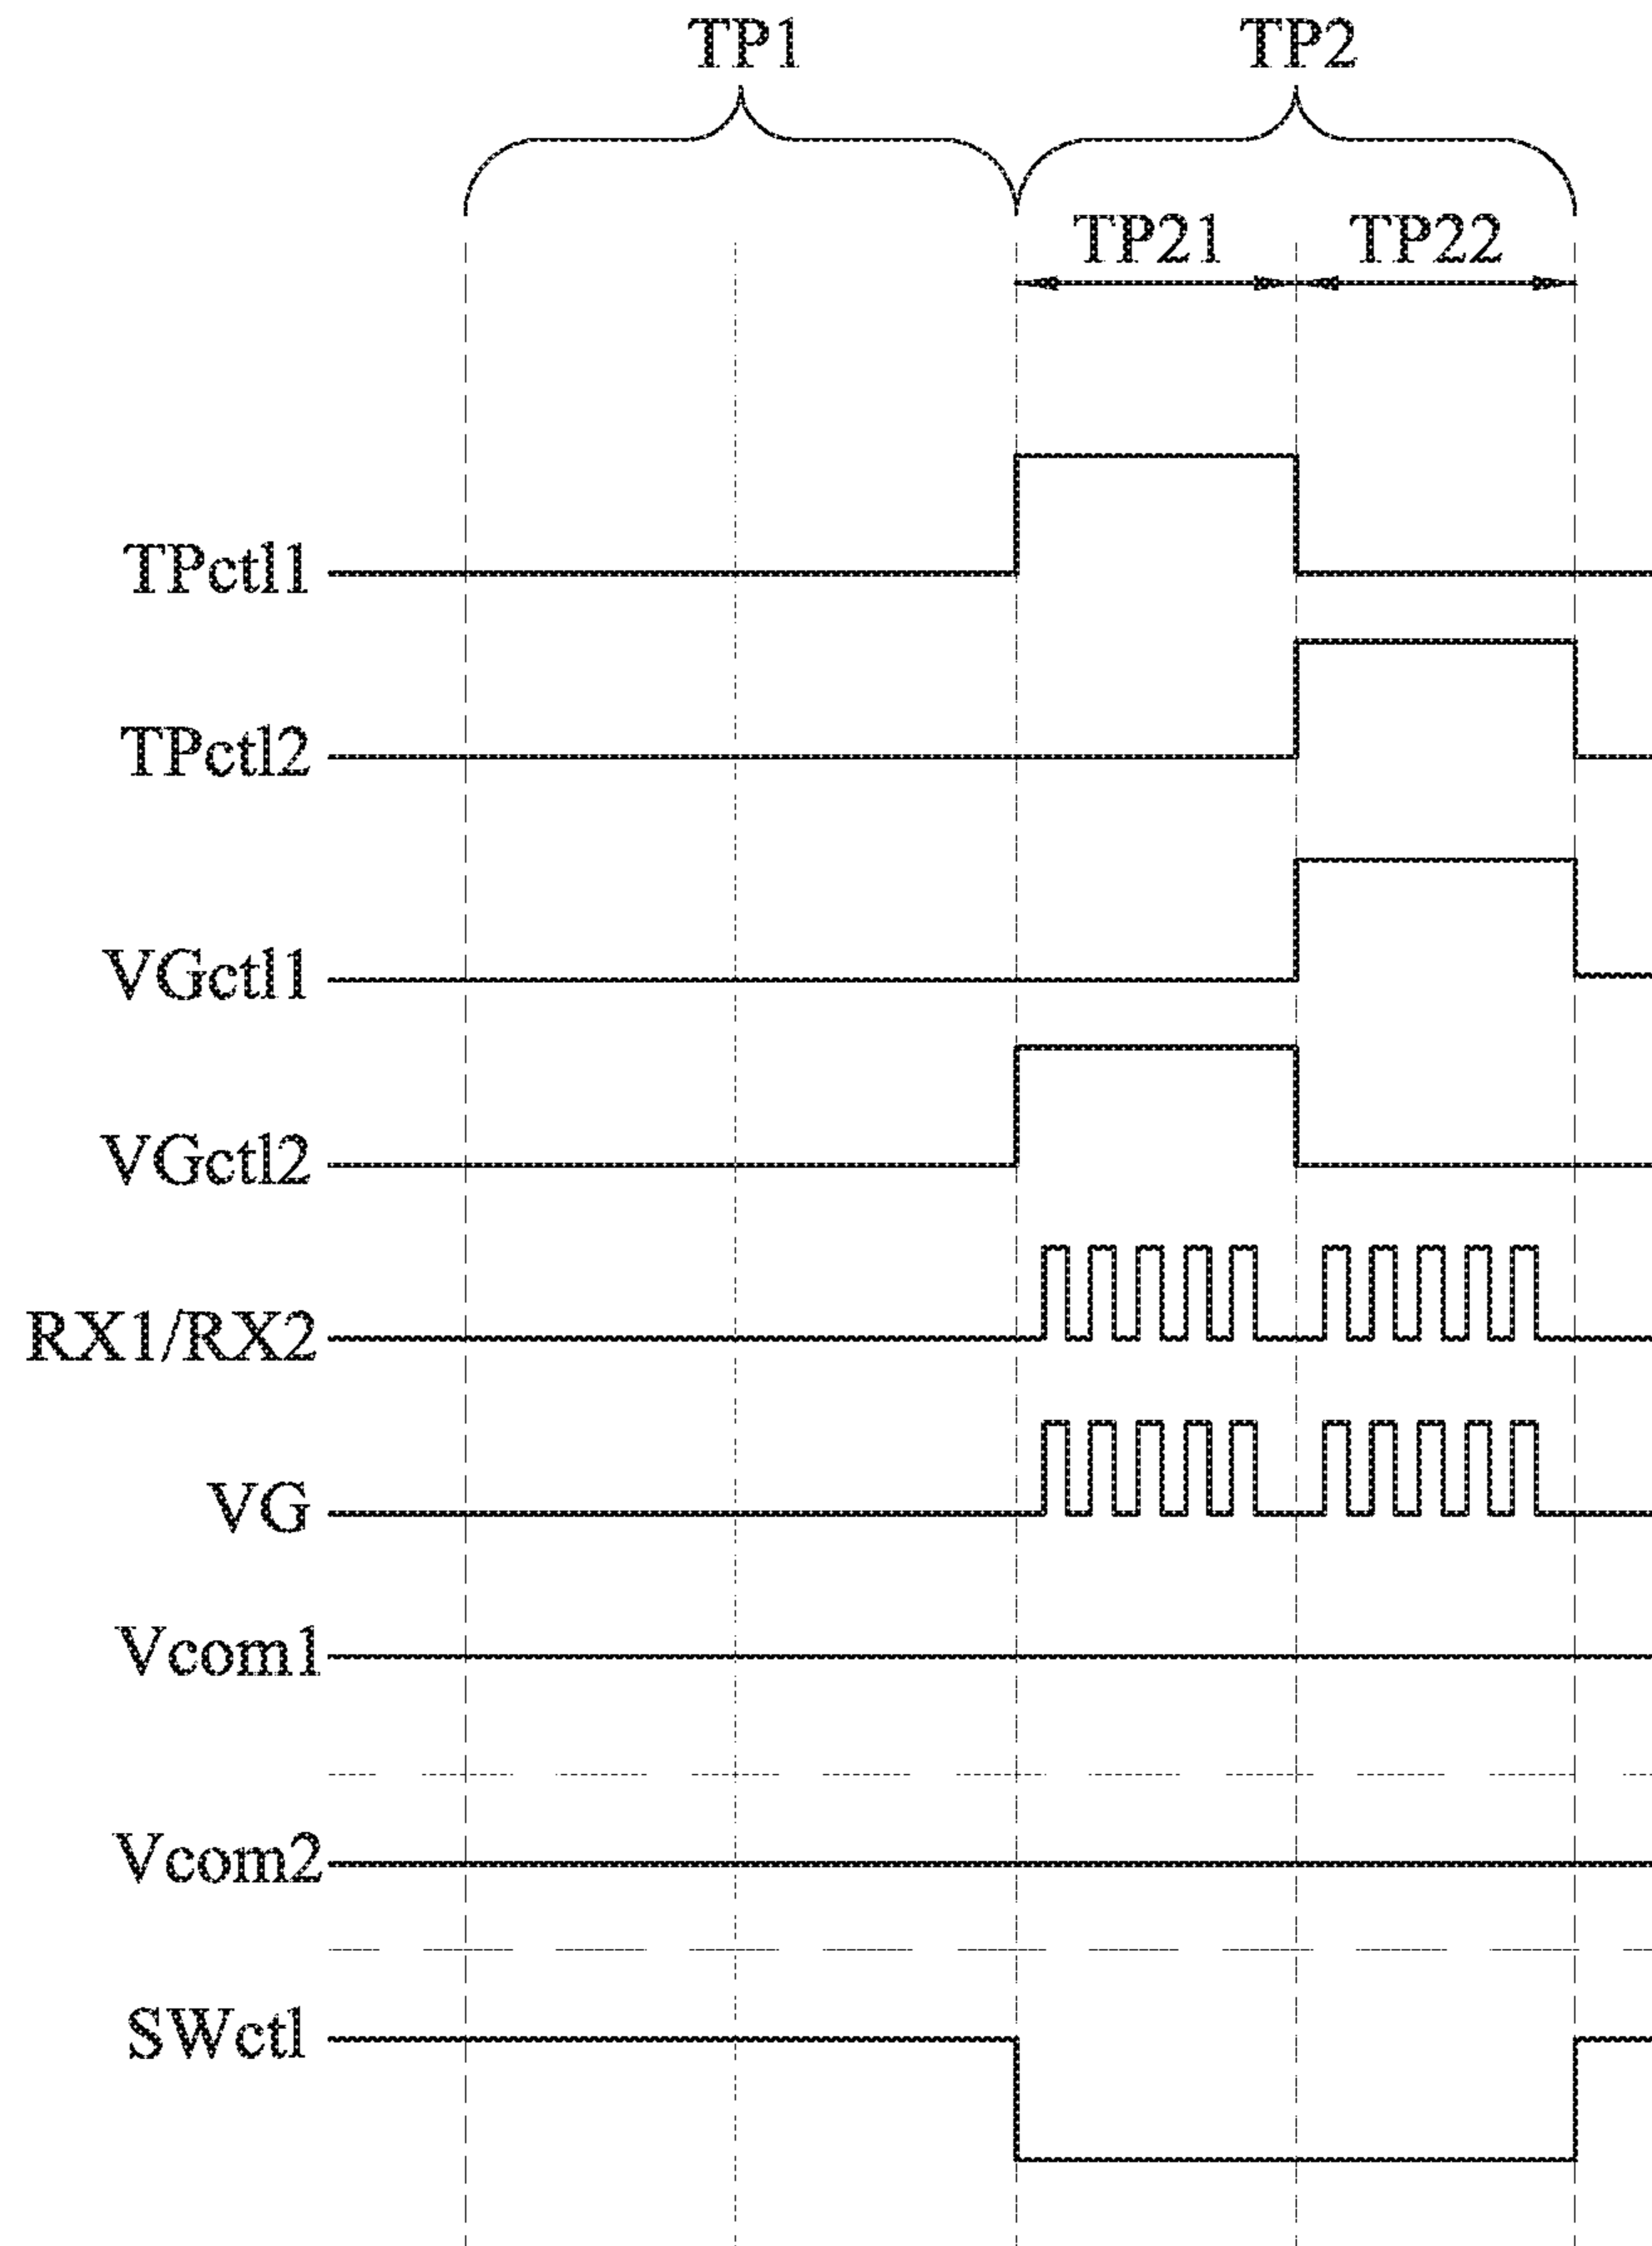 TP1 TP2
TP21 TP22
TPctl1
TPctl2
VGctl1
VGctl2
RX1/RX2
VG
Vcom1
Vcom2
SWctl